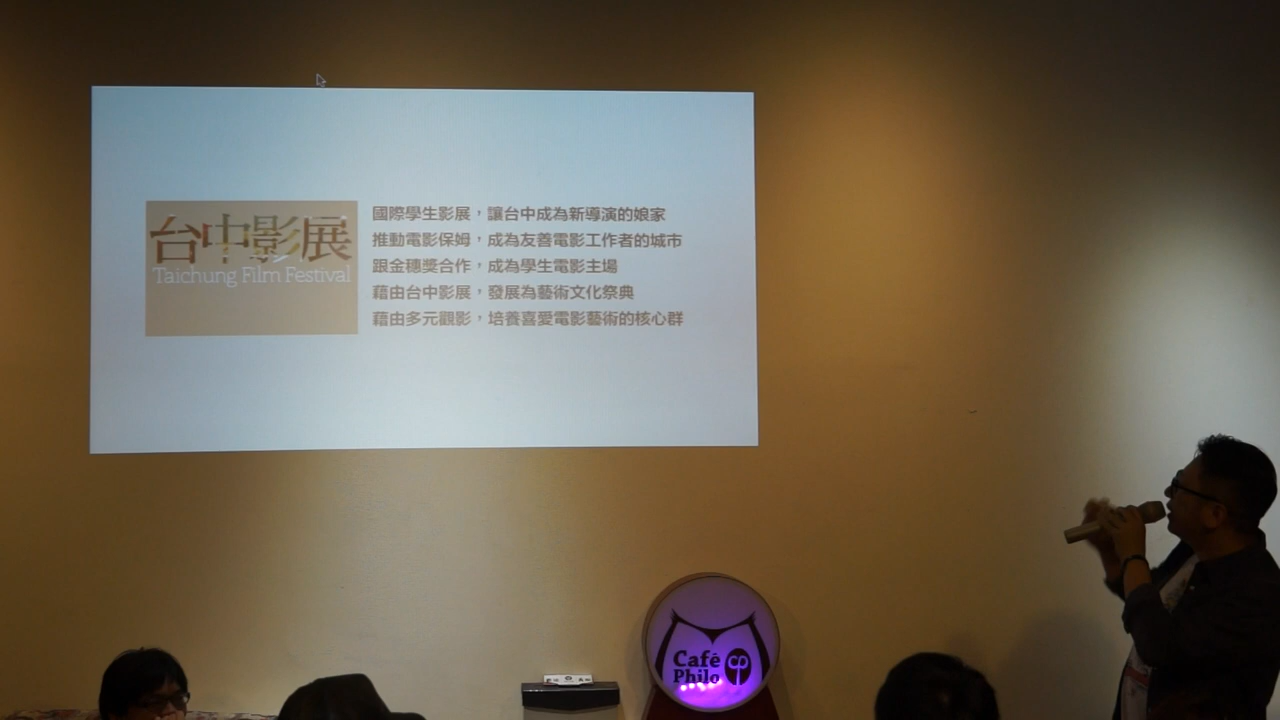 台中影展
Taichung Film Festival
國際學生影展，讓台中成為新導演的娘家
推動電影保姆，成為友善電影工作者的城市
跟金穗獎合作，成為學生電影主場
藉由台中影展，發展為藝術文化祭典
藉由多元觀影，培養喜愛電影藝術的核心群
Café
Philo